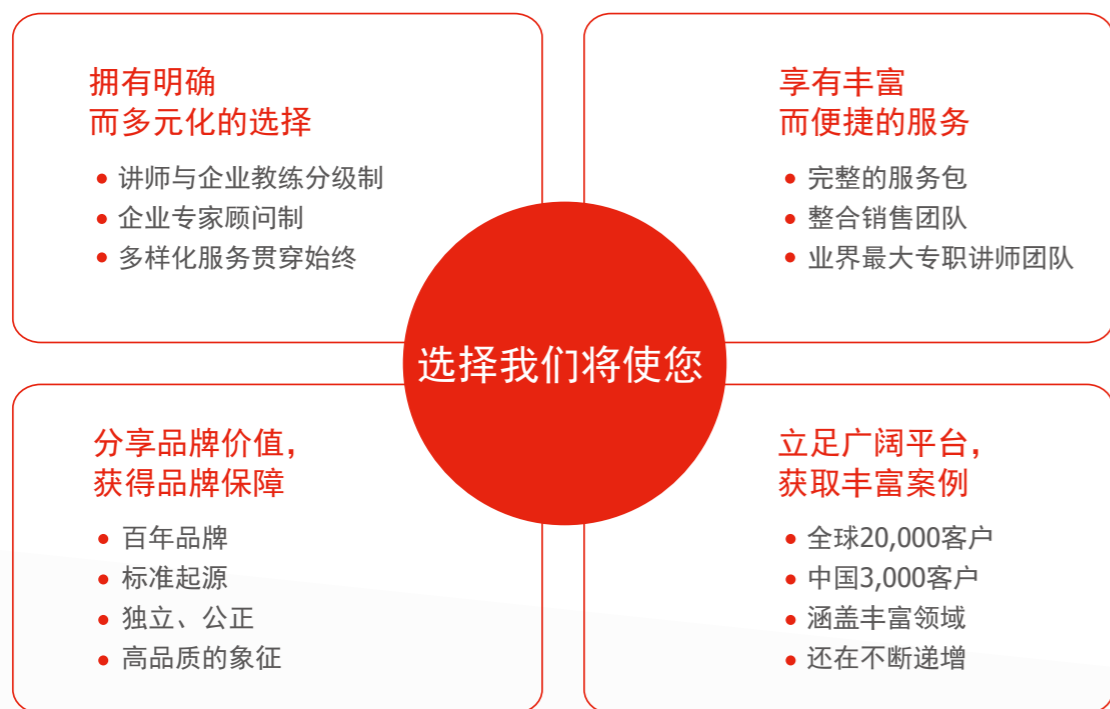 拥有明确
而多元化的选择
讲师与企业教练分级制
企业专家顾问制
多样化服务贯穿始终
享有丰富
而便捷的服务
完整的服务包
整合销售团队
业界最大专职讲师团队
选择我们将使您
分享品牌价值，
获得品牌保障
百年品牌
标准起源
独立、公正
高品质的象征
立足广阔平台，
获取丰富案例
全球20,000客户
中国3,000客户
涵盖丰富领域
还在不断递增